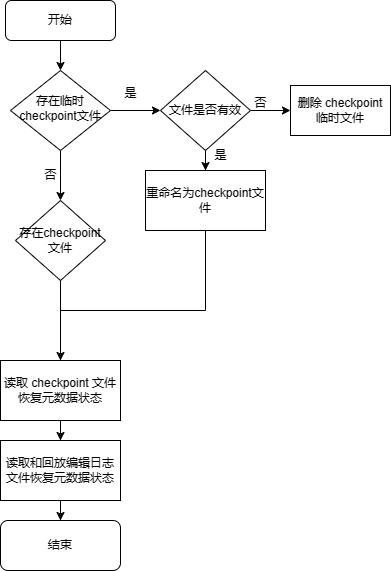 开始
存在临时
checkpoint文件
是
文件是否有效
否
删除 checkpoint
临时文件
否
是
重命名为checkpoint文
件
存在checkpoint
文件
读取 checkpoint 文件
恢复元数据状态
读取和回放编辑日志
文件恢复元数据状态
结束